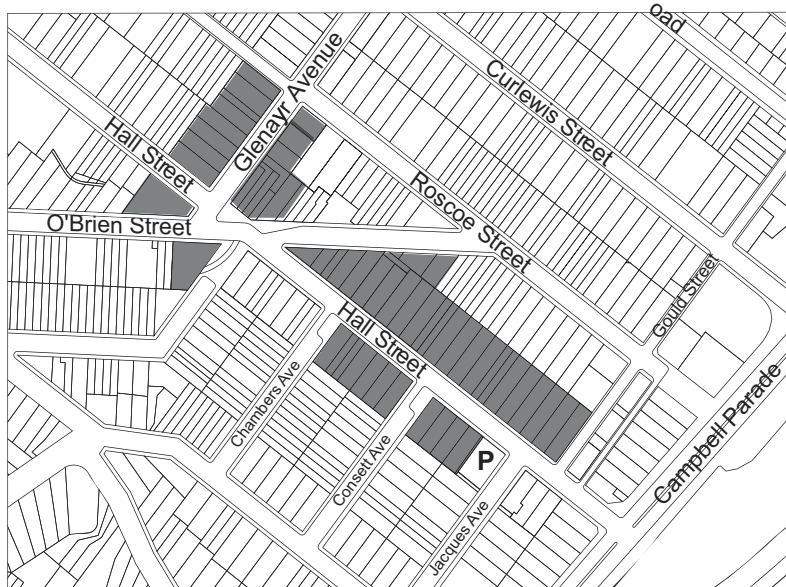 oad
Curlewis Street
Glenayr Avenue
Hall Street
Roscoe Street
O'Brien Street
Gould Street
Hall Street
Chambers Ave
Campbell Parade
Consett Ave
P
Jacques Ave